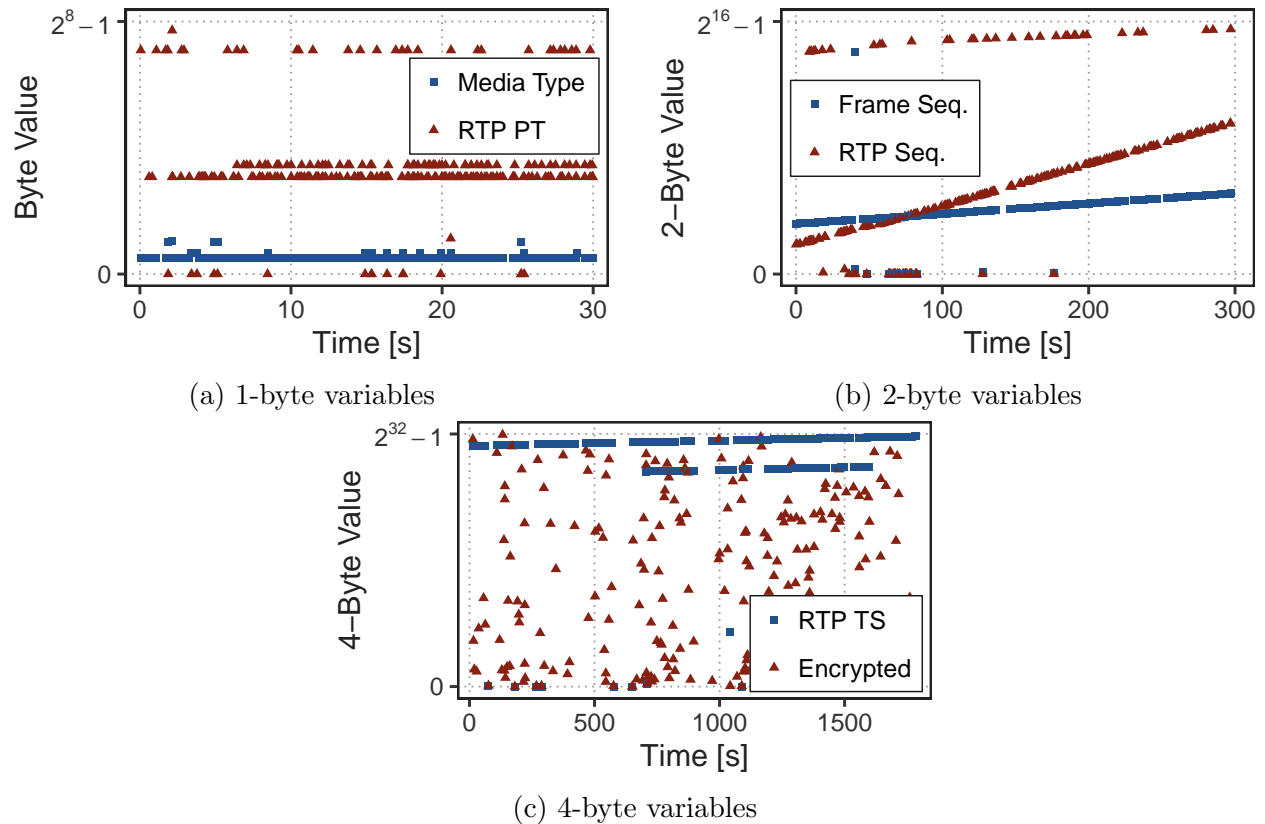 2^8 − 1
0
Byte Value
Media Type
RTP PT
0 10 20 30
Time [s]
(a) 1-byte variables
2^16 − 1
0
2−Byte Value
Frame Seq.
RTP Seq.
0 100 200 300
Time [s]
(b) 2-byte variables
2^32 − 1
0
4−Byte Value
RTP TS
Encrypted
0 500 1000 1500
Time [s]
(c) 4-byte variables